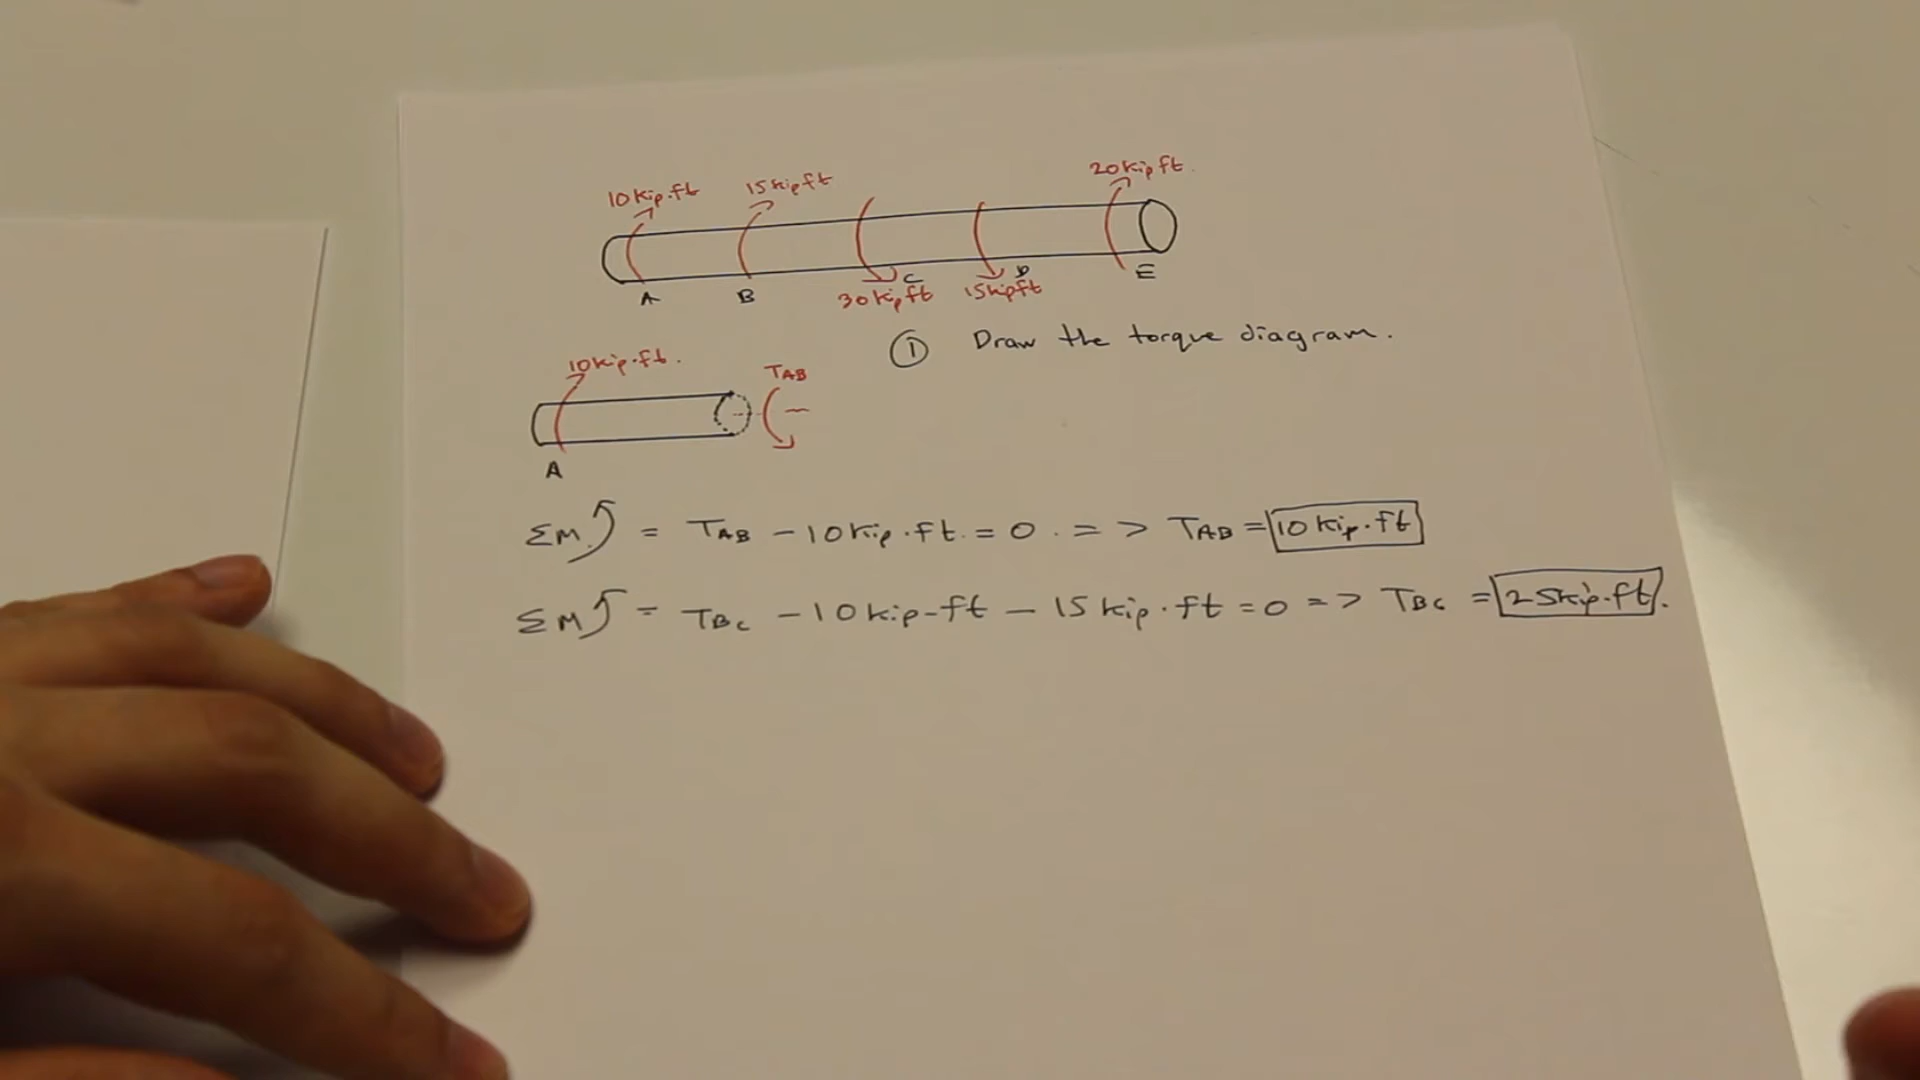 10 kip.ft 15 kip ft 20 kip ft.
A B C D E
30 kip ft 15 kip ft
① Draw the torque diagram.
10 kip.ft.
TAB
A
ΣM = TAB - 10 kip.ft. = 0. => TAB = 10 kip.ft
ΣM = TBC - 10 kip-ft - 15 kip.ft = 0 => TBC = 25 kip.ft.